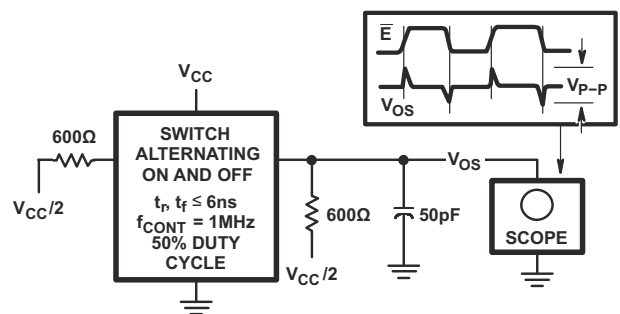 E
V_OS
V_P–P
V_CC
600Ω
V_CC/2
SWITCH
ALTERNATING
ON AND OFF
t_r, t_f ≤ 6ns
f_CONT = 1MHz
50% DUTY
CYCLE
600Ω
V_CC/2
50pF
V_OS
SCOPE